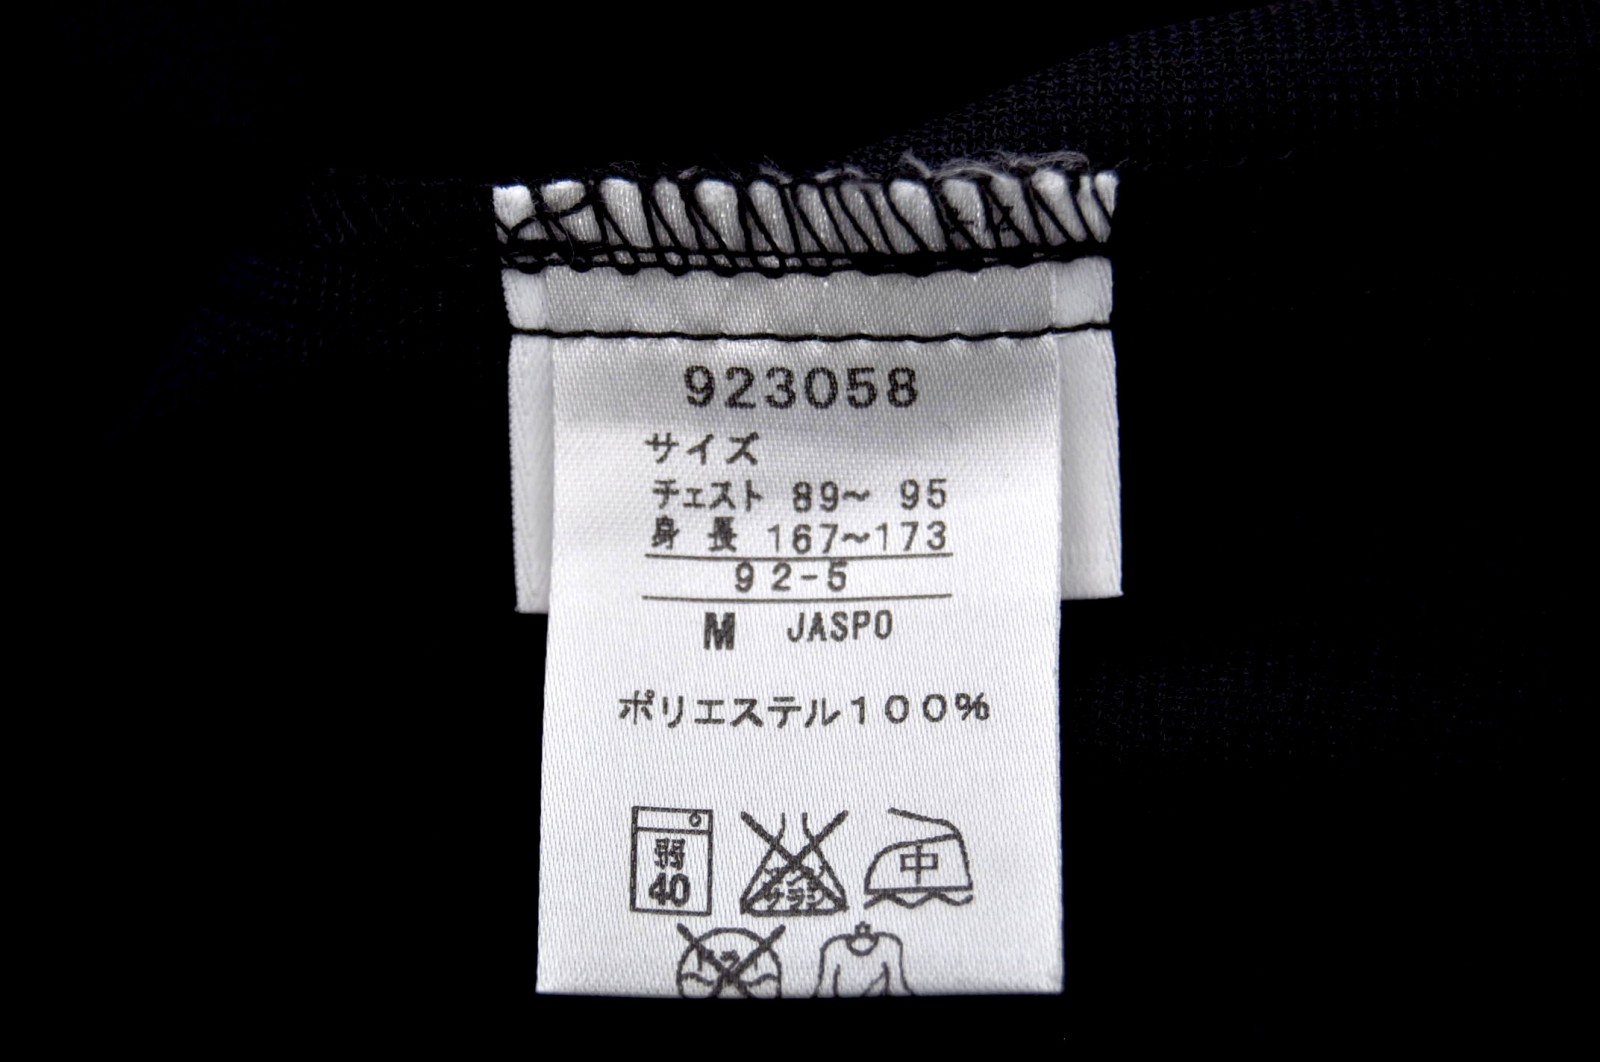 923058
サイズ
チェスト 89〜 95
身 長 167〜173
92-5
M JASPO
ポリエステル100%
弱 中
40